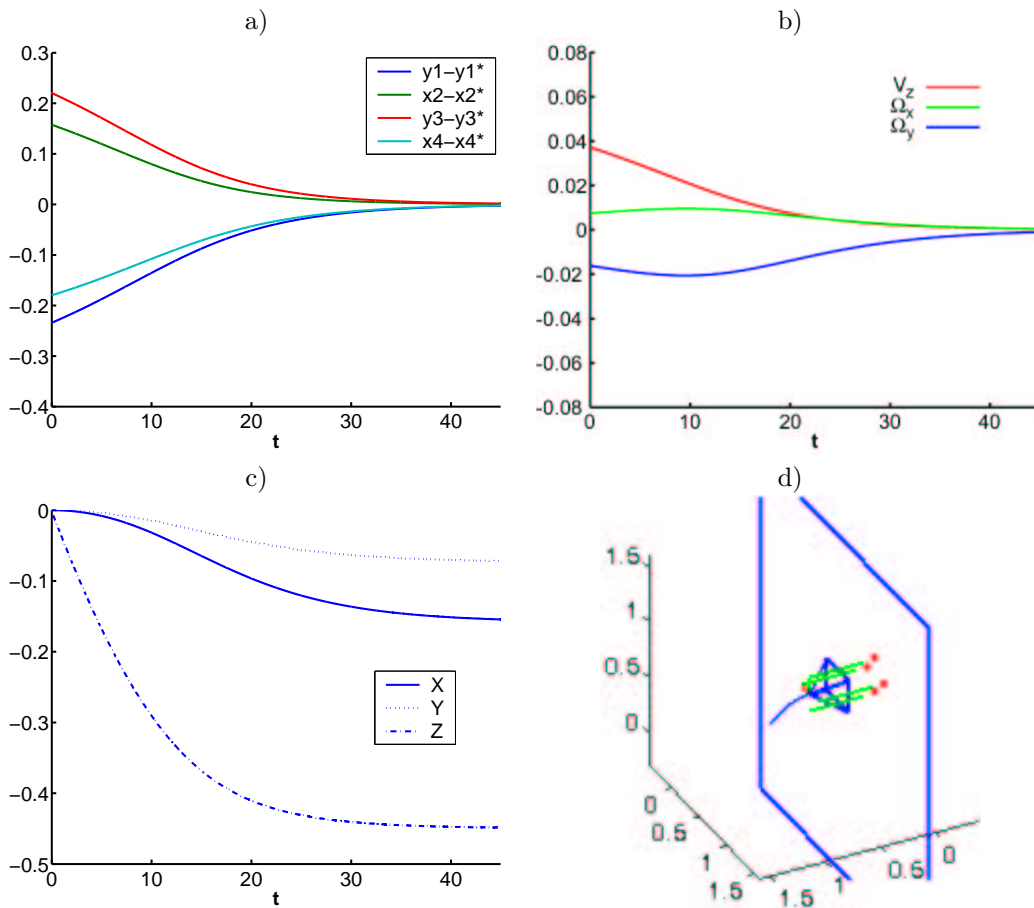 a)
0.3
0.2
0.1
0
−0.1
−0.2
−0.3
−0.4
0 10 20 30 40
t
y1−y1*
x2−x2*
y3−y3*
x4−x4*
b)
0.08
0.06
0.04
0.02
0
-0.02
-0.04
-0.06
-0.08
0 10 20 30 40
t
Vz
Ωx
Ωy
c)
0
−0.1
−0.2
−0.3
−0.4
−0.5
0 10 20 30 40
X
Y
Z
d)
1.5
1
0.5
0
0
0.5
1
1.5
1.5
1
0.5
0